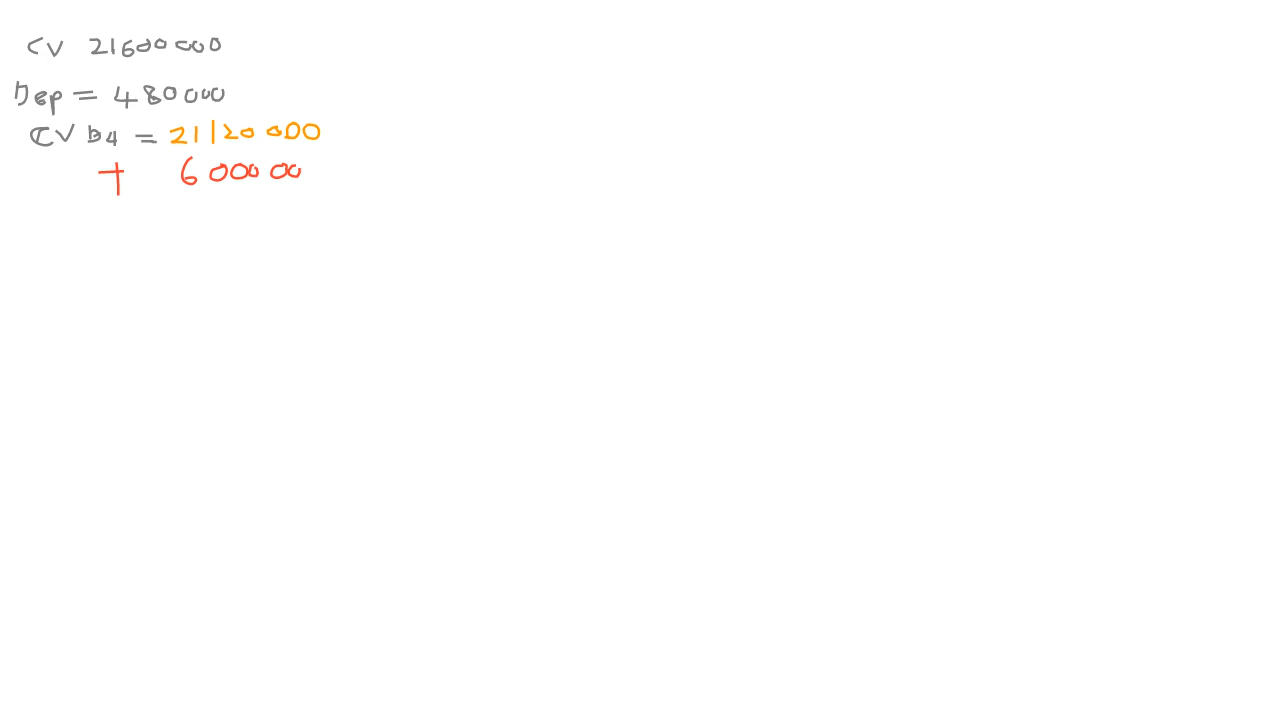 CV 21600000
Dep = 480000
CV b4 = 21120000
+ 600000